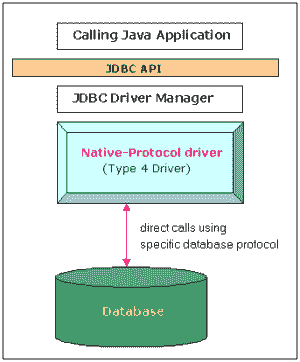 Calling Java Application
JDBC API
JDBC Driver Manager
Native-Protocol driver
(Type 4 Driver)
direct calls using
specific database protocol
Database